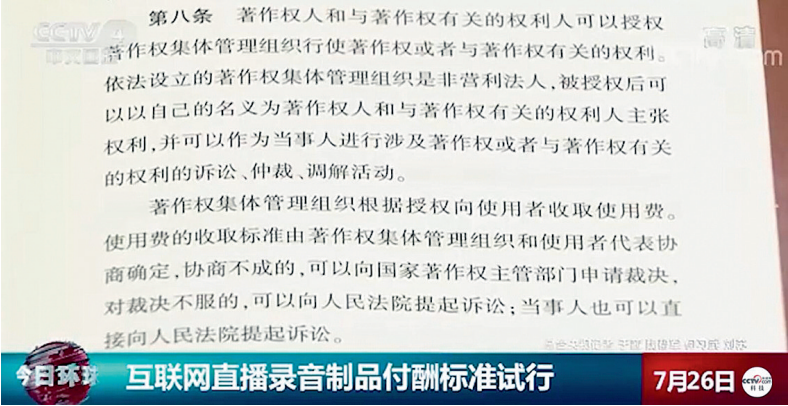 CCTV 4
中文国际
高清
第八条 著作权人和与著作权有关的权利人可以授权
著作权集体管理组织行使著作权或者与著作权有关的权利。
依法设立的著作权集体管理组织是非营利法人，被授权后可
以以自己的名义为著作权人和与著作权有关的权利人主张
权利，并可以作为当事人进行涉及著作权或者与著作权有关
的权利的诉讼、仲裁、调解活动。
著作权集体管理组织根据授权向使用者收取使用费。
使用费的收取标准由著作权集体管理组织和使用者代表协
商确定，协商不成的，可以向国家著作权主管部门申请裁决，
对裁决不服的，可以向人民法院提起诉讼；当事人也可以直
接向人民法院提起诉讼。
今日环球
互联网直播录音制品付酬标准试行
7月26日
CCTV.com
科技